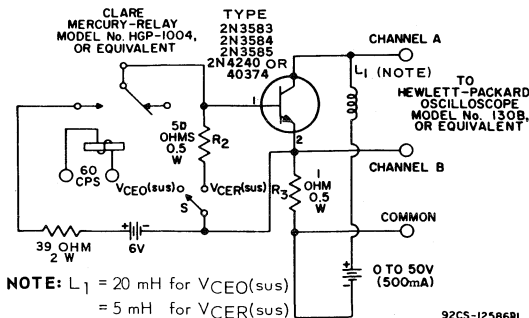 CLARE
MERCURY-RELAY
MODEL No. HGP-1004,
OR EQUIVALENT
TYPE
2N3583
2N3584
2N3585
2N4240 OR
40374
CHANNEL A
L1 (NOTE)
TO
HEWLETT-PACKARD
OSCILLOSCOPE
MODEL No. 130B,
OR EQUIVALENT
1
2
50
OHMS
0.5
W
R2
60
CPS
VCEO(sus)
VCER(sus)
S
R3
1
OHM
0.5
W
CHANNEL B
COMMON
39 OHM
2 W
+ -
6V
+
-
0 TO 50V
(500mA)
NOTE: L1 = 20 mH for VCEO(sus)
= 5 mH for VCER(sus)
92CS-12586R1